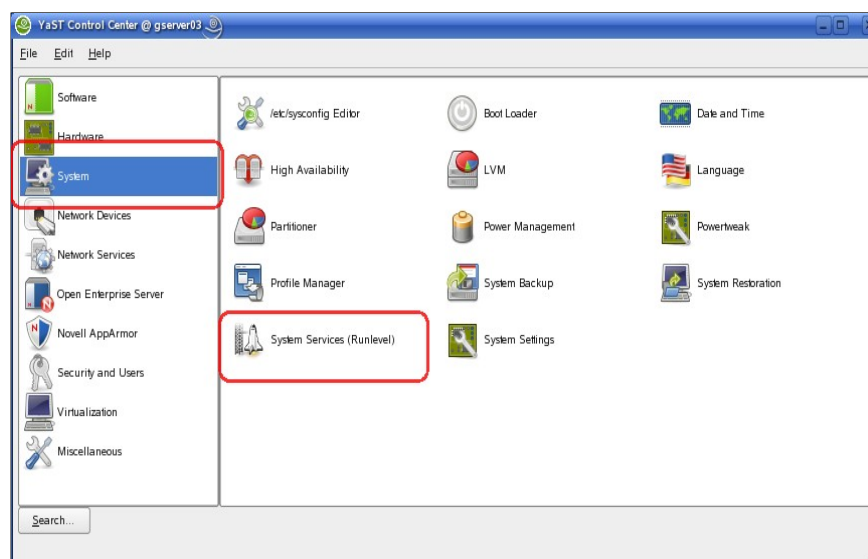 YaST Control Center @ gserver03
File Edit Help
Software
Hardware
System
Network Devices
Network Services
Open Enterprise Server
Novell AppArmor
Security and Users
Virtualization
Miscellaneous
/etc/sysconfig Editor
Boot Loader
Date and Time
High Availability
LVM
Language
Partitioner
Power Management
Powertweak
Profile Manager
System Backup
System Restoration
System Services (Runlevel)
System Settings
Search...